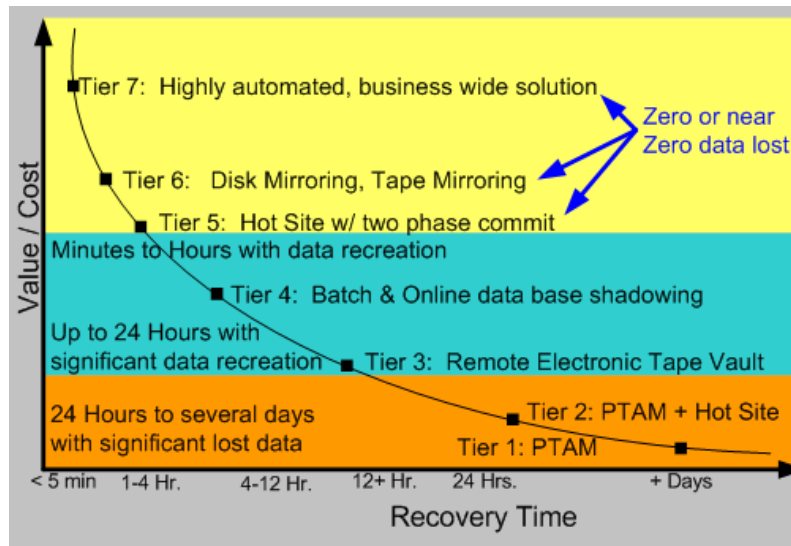 Tier 7: Highly automated, business wide solution
Zero or near
Zero data lost
Tier 6: Disk Mirroring, Tape Mirroring
Tier 5: Hot Site w/ two phase commit
Minutes to Hours with data recreation
Tier 4: Batch & Online data base shadowing
Up to 24 Hours with
significant data recreation
Tier 3: Remote Electronic Tape Vault
24 Hours to several days
with significant lost data
Tier 2: PTAM + Hot Site
Tier 1: PTAM
Value / Cost
< 5 min
1-4 Hr.
4-12 Hr.
12+ Hr.
24 Hrs.
+ Days
Recovery Time